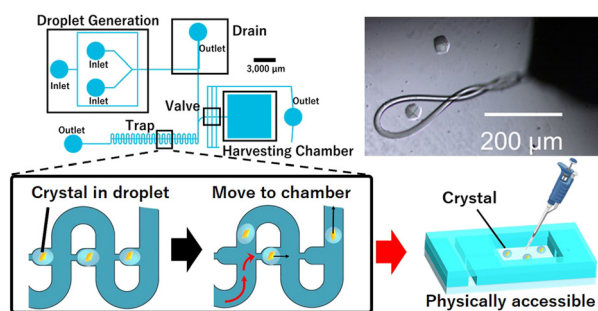 Droplet Generation
Drain
Inlet
Inlet
Inlet
Outlet
3,000 µm
Valve
Outlet
Outlet
Trap
Harvesting Chamber
200 µm
Crystal in droplet
Move to chamber
Crystal
Physically accessible